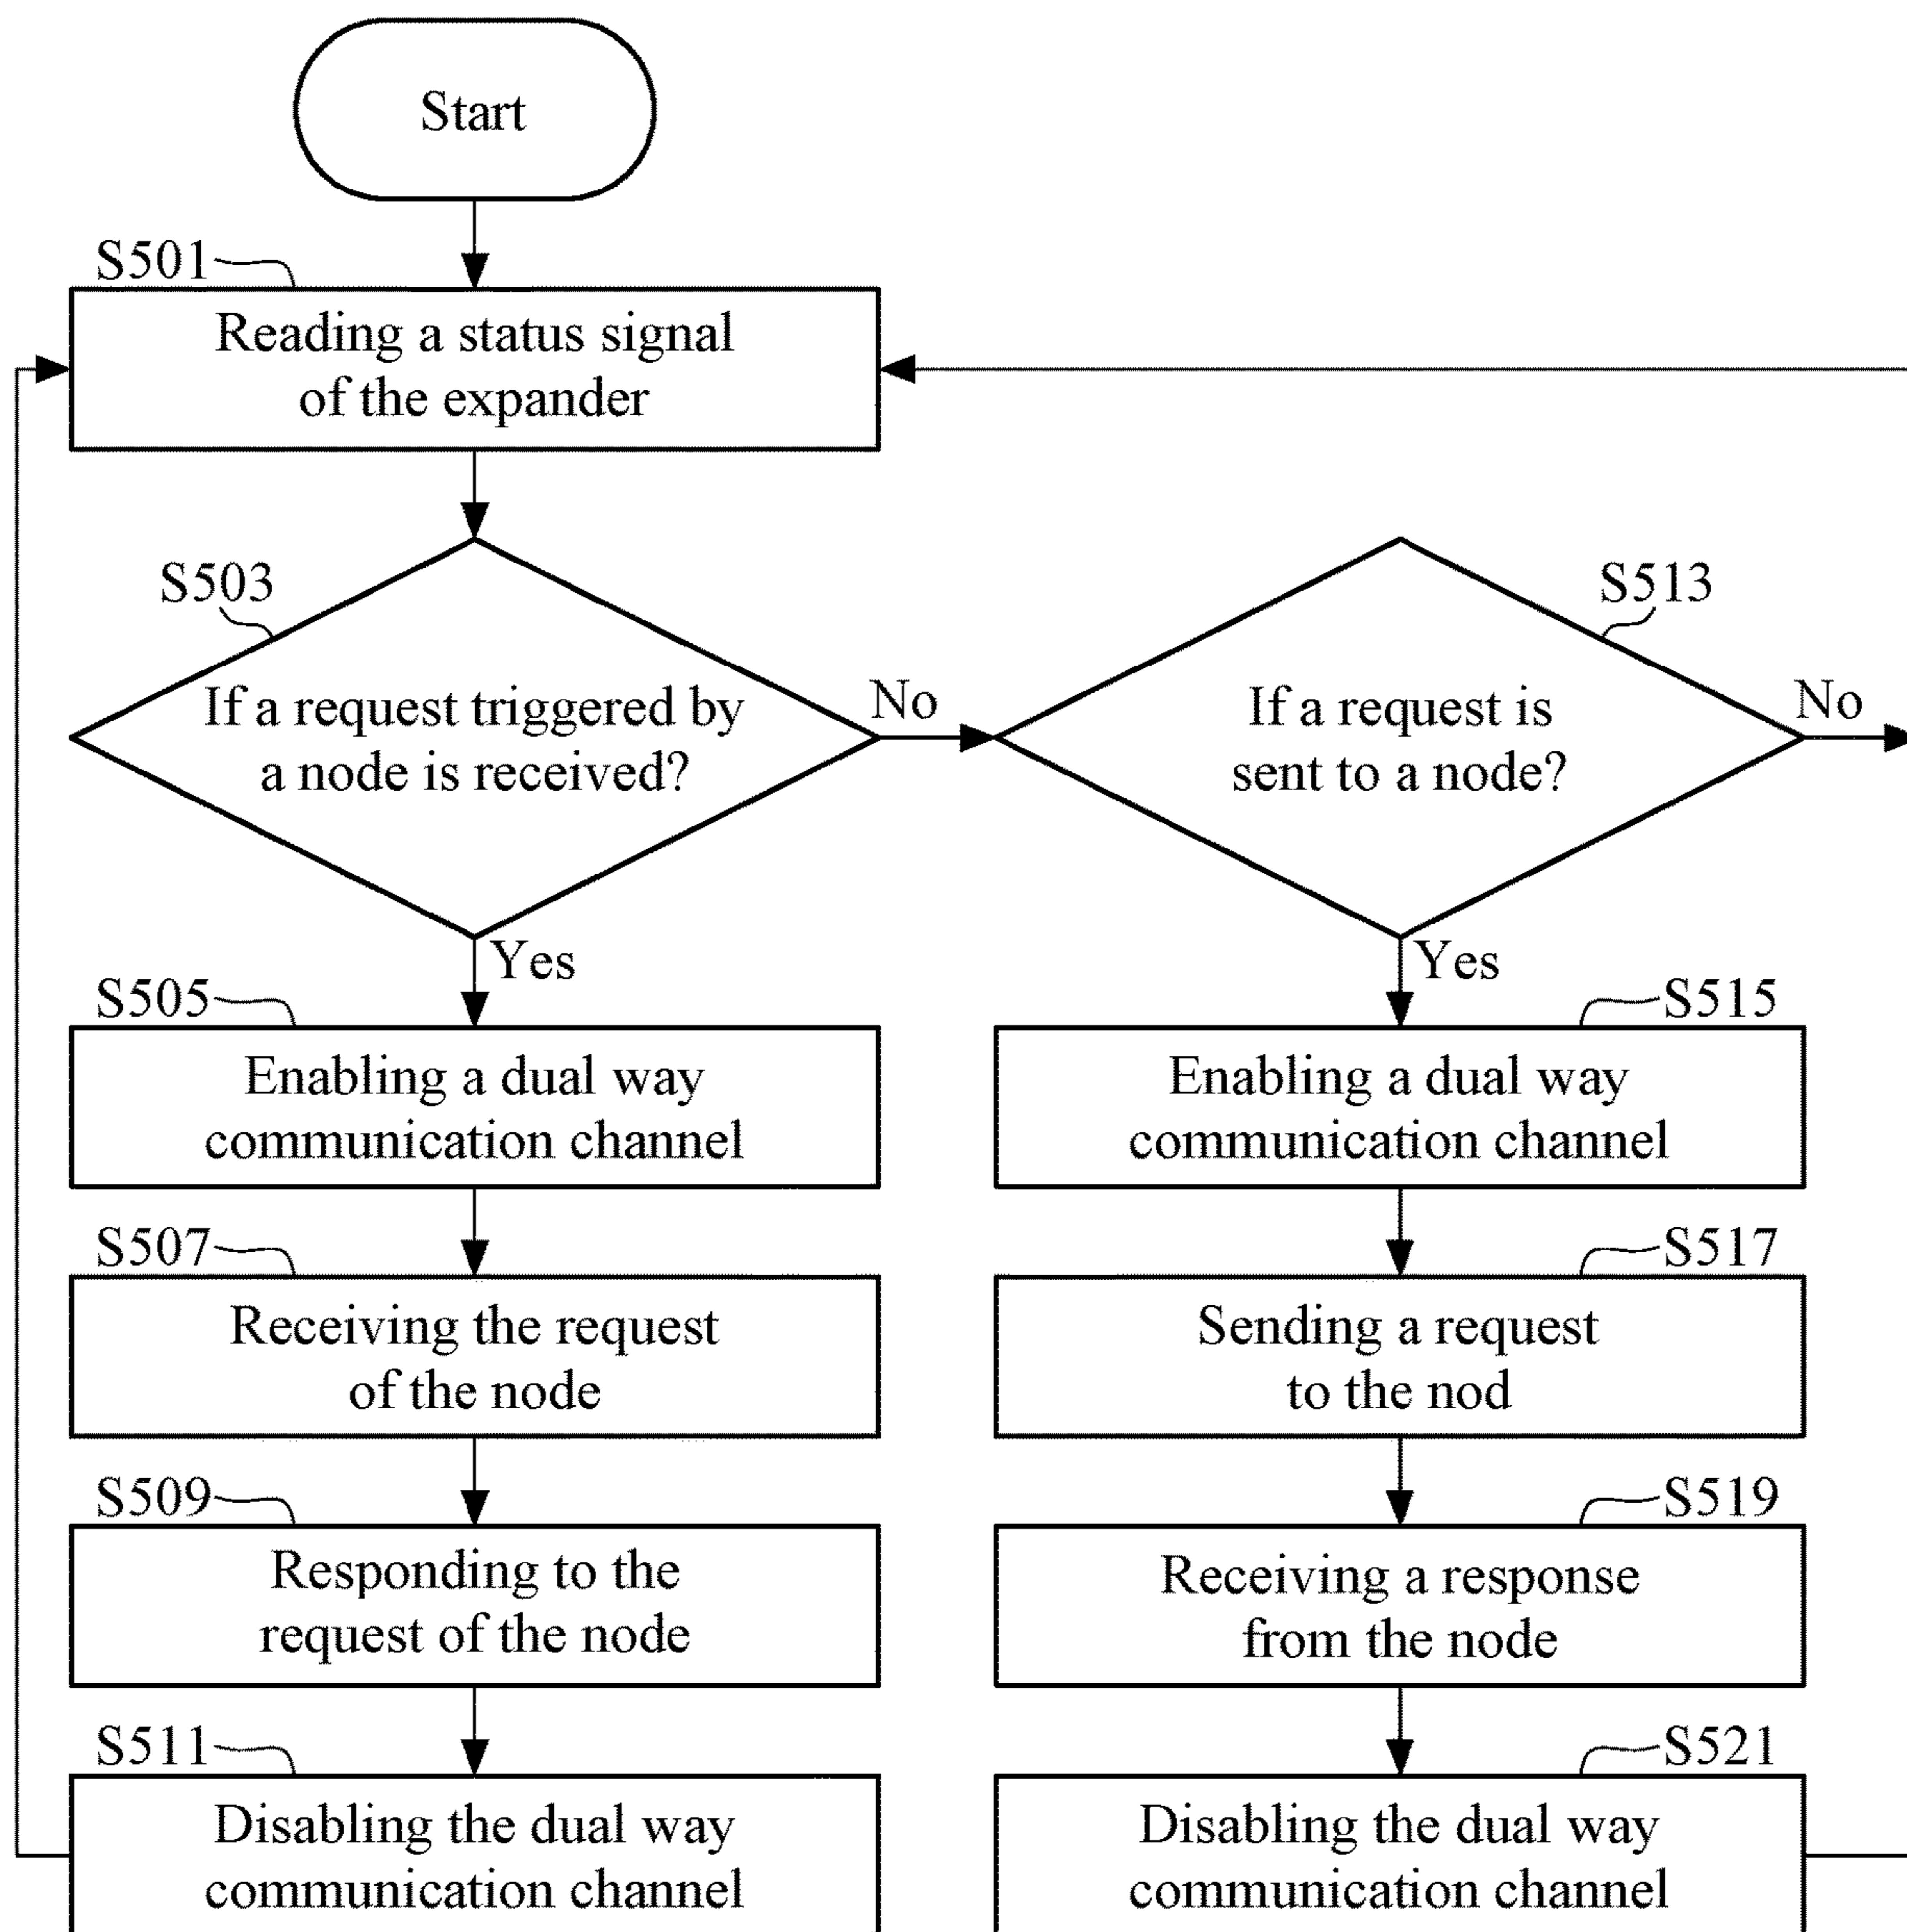 Start
S501
Reading a status signal
of the expander
S503
If a request triggered by
a node is received?
No
Yes
S513
If a request is
sent to a node?
No
Yes
S505
Enabling a dual way
communication channel
S507
Receiving the request
of the node
S509
Responding to the
request of the node
S511
Disabling the dual way
communication channel
S515
Enabling a dual way
communication channel
S517
Sending a request
to the nod
S519
Receiving a response
from the node
S521
Disabling the dual way
communication channel